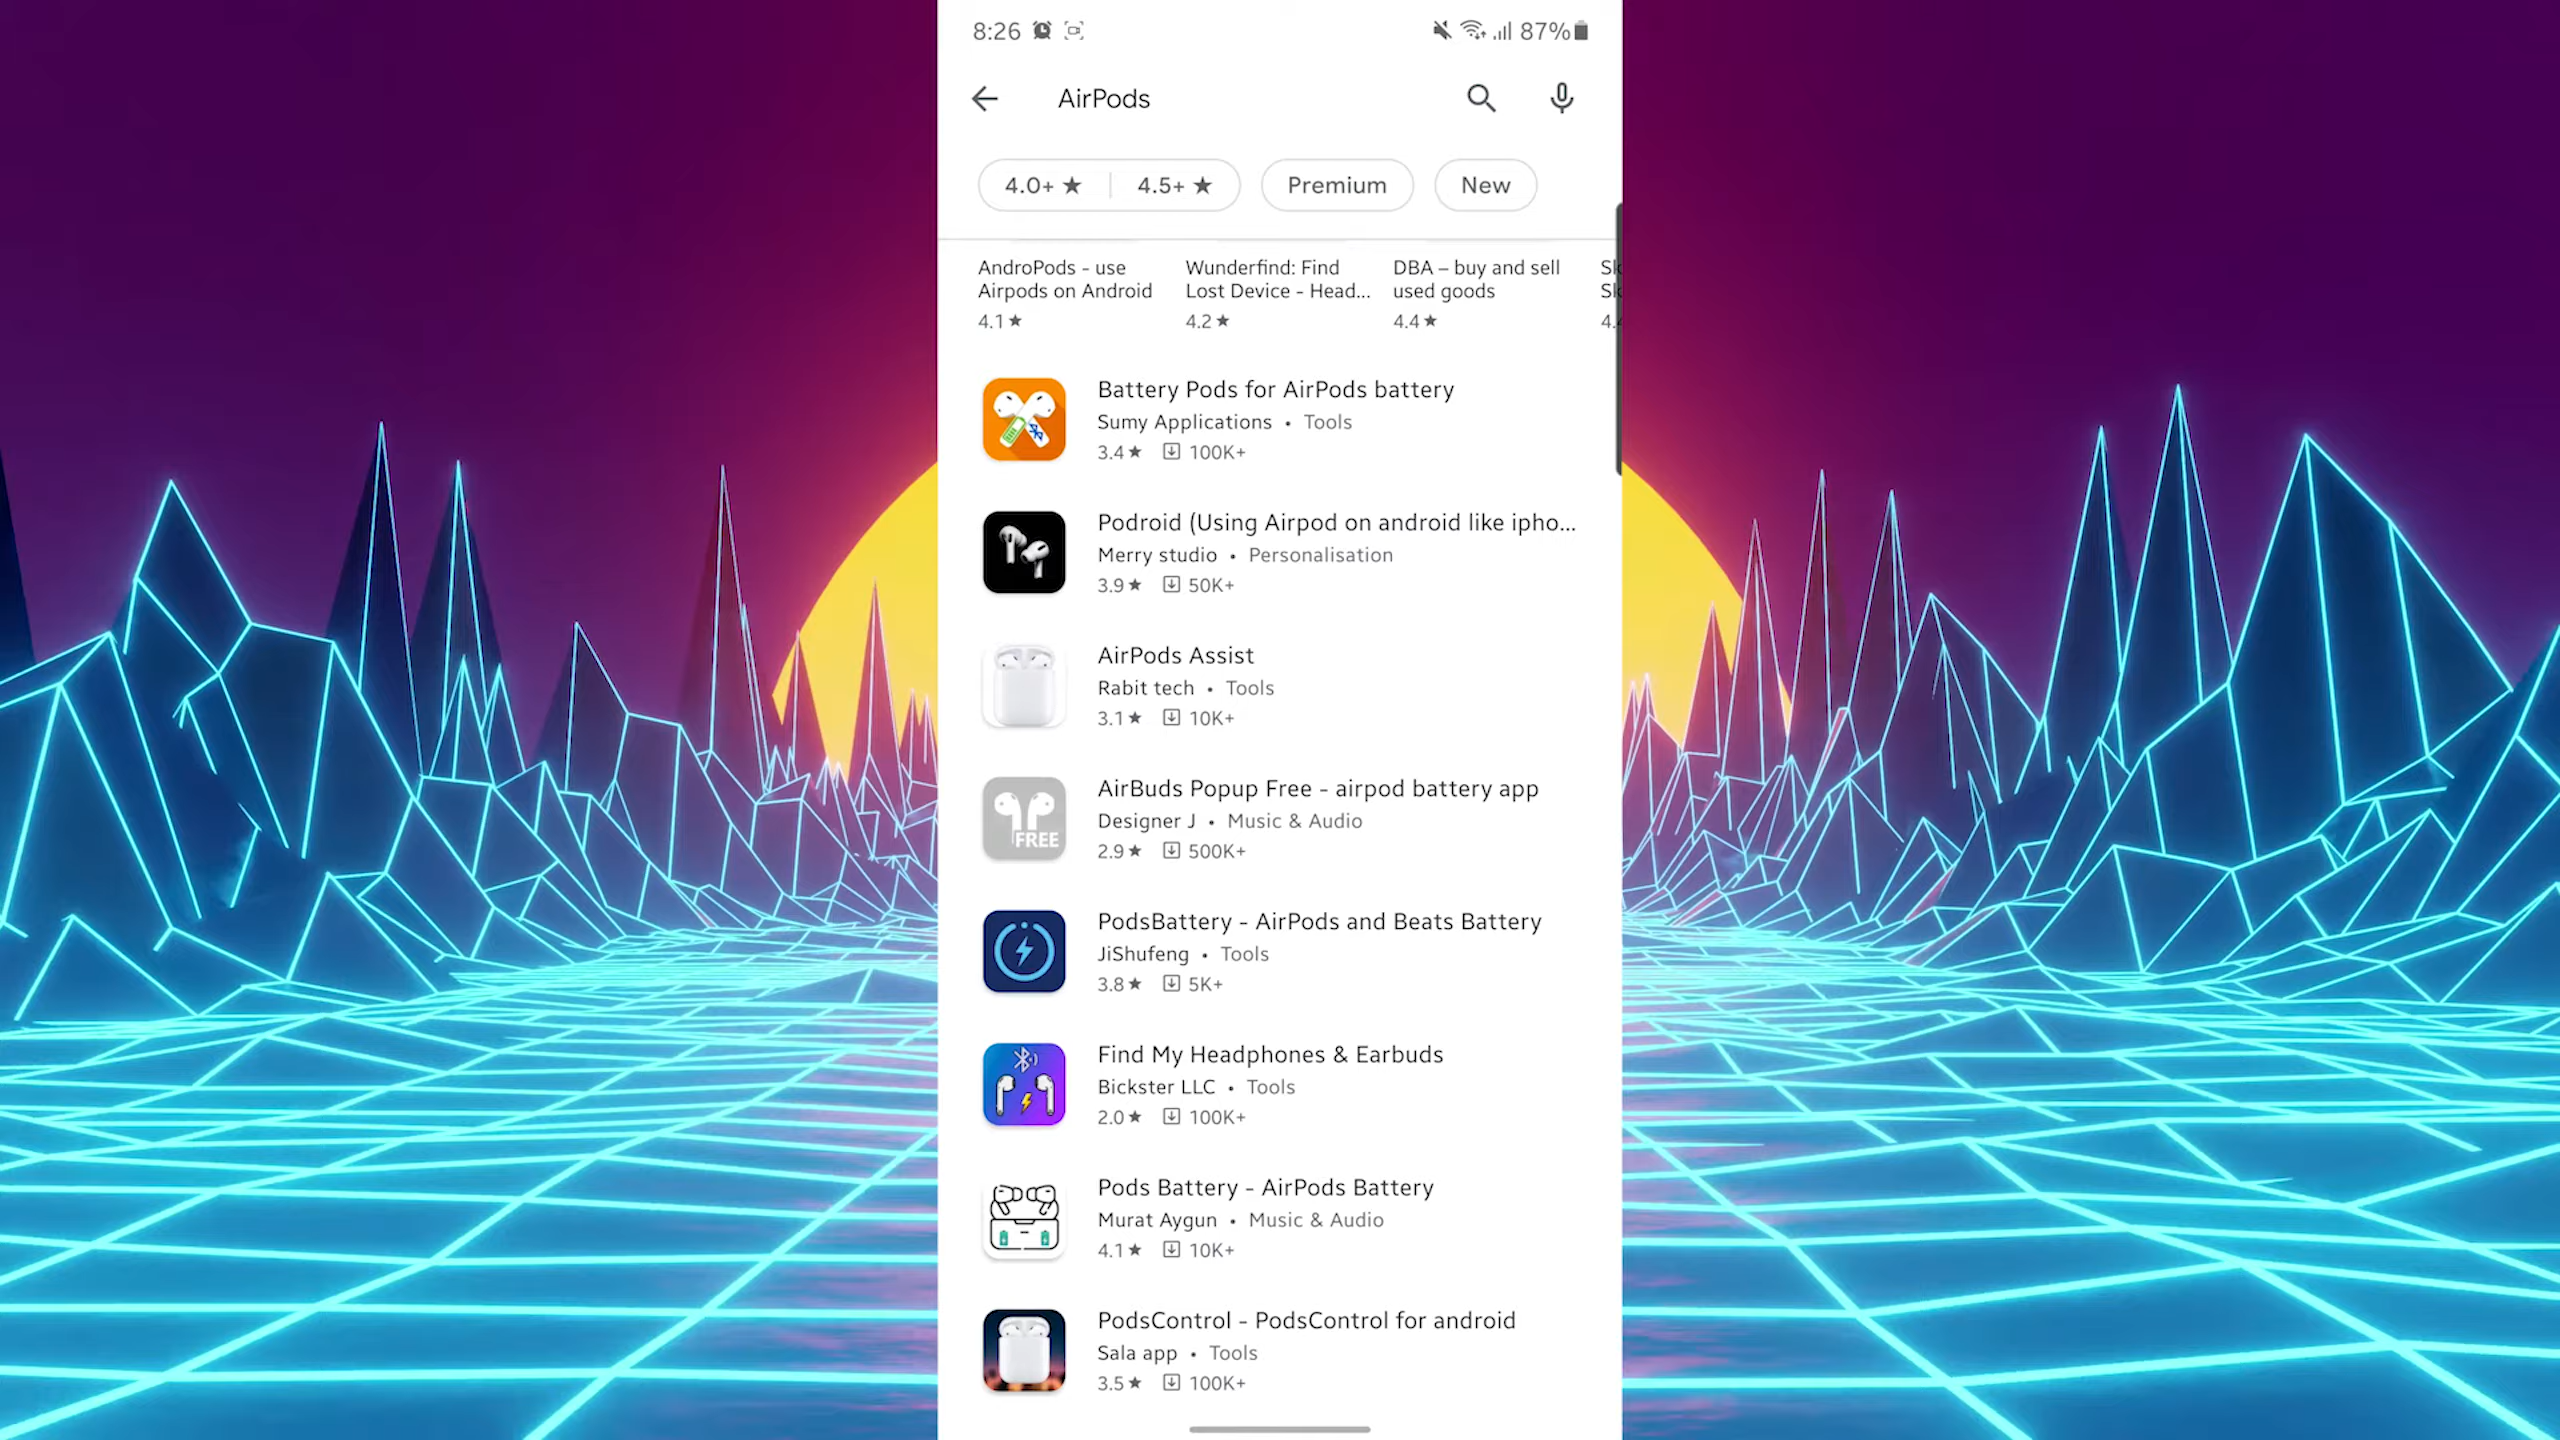 8:26
87%
AirPods
4.0+ ★
4.5+ ★
Premium
New
AndroPods - use
Airpods on Android
4.1★
Wunderfind: Find
Lost Device - Head...
4.2★
DBA – buy and sell
used goods
4.4★
Battery Pods for AirPods battery
Sumy Applications • Tools
3.4★ 100K+
Podroid (Using Airpod on android like ipho...
Merry studio • Personalisation
3.9★ 50K+
AirPods Assist
Rabit tech • Tools
3.1★ 10K+
FREE
AirBuds Popup Free - airpod battery app
Designer J • Music & Audio
2.9★ 500K+
PodsBattery - AirPods and Beats Battery
JiShufeng • Tools
3.8★ 5K+
Find My Headphones & Earbuds
Bickster LLC • Tools
2.0★ 100K+
Pods Battery - AirPods Battery
Murat Aygun • Music & Audio
4.1★ 10K+
PodsControl - PodsControl for android
Sala app • Tools
3.5★ 100K+